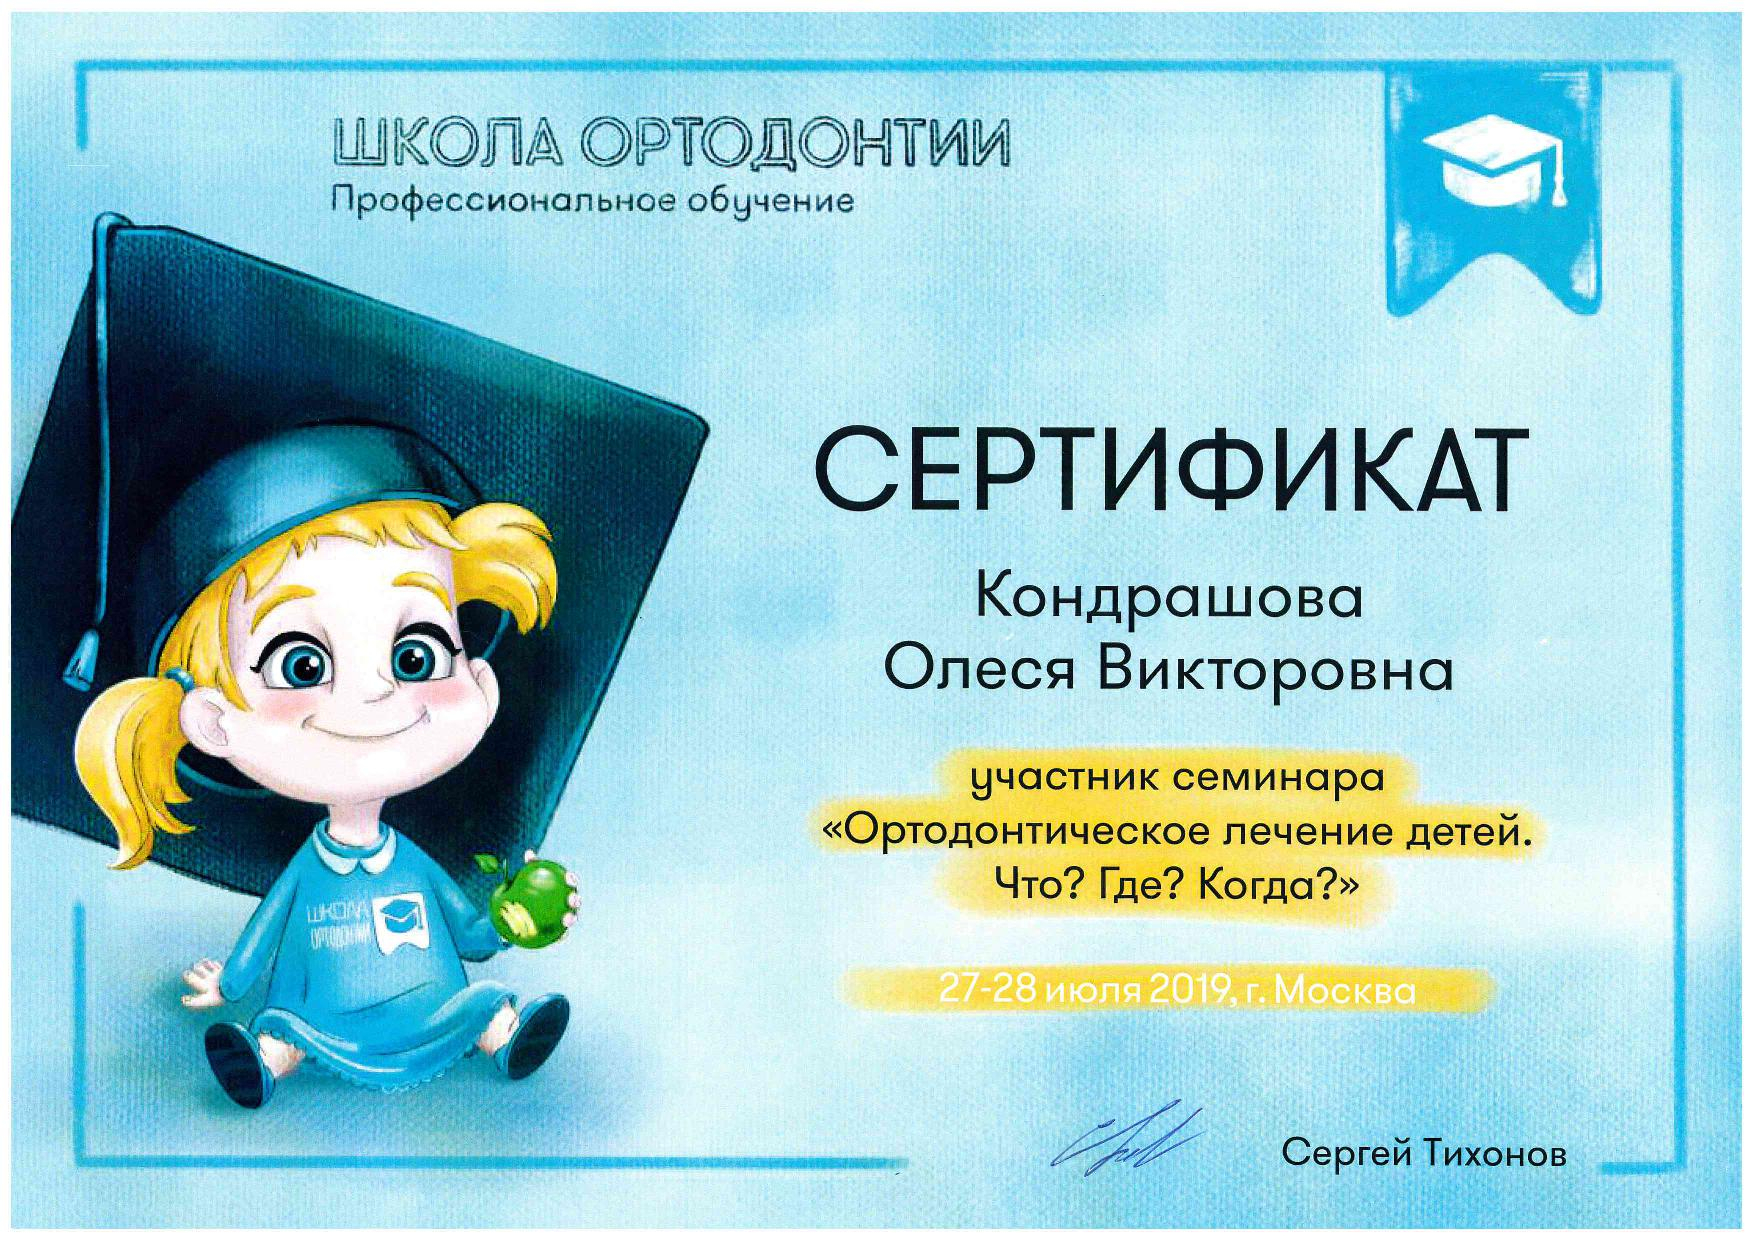 ШКОЛА ОРТОДОНТИИ
Профессиональное обучение
СЕРТИФИКАТ
Кондрашова
Олеся Викторовна
участник семинара
«Ортодонтическое лечение детей.
Что? Где? Когда?»
27-28 июля 2019, г. Москва
Сергей Тихонов
ШКОЛА
ОРТОДОНТИИ